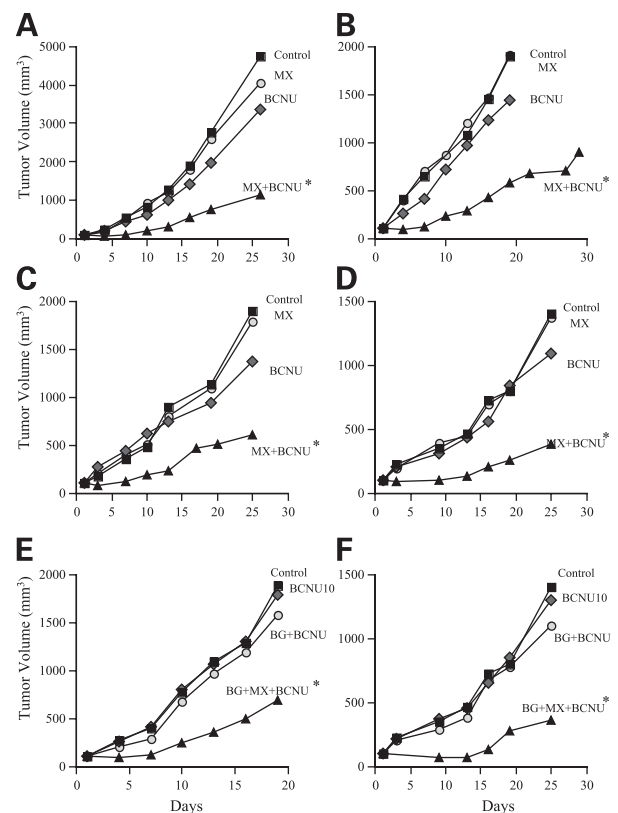 A
B
Tumor Volume (mm3)
5000
4000
3000
2000
1000
0
0 5 10 15 20 25 30
Control
MX
BCNU
MX+BCNU *
2000
1500
1000
500
0
0 10 20 30
Control
MX
BCNU
MX+BCNU*
C
D
Tumor Volume (mm3)
2000
1500
1000
500
0
0 5 10 15 20 25 30
Control
MX
BCNU
MX+BCNU *
1500
1000
500
0
0 5 10 15 20 25 30
Control
MX
BCNU
MX+BCNU*
E
F
Tumor Volume (mm3)
2000
1500
1000
500
0
0 5 10 15 20
Control
BCNU10
BG+BCNU
BG+MX+BCNU *
Days
1500
1000
500
0
0 5 10 15 20 25 30
Control
BCNU10
BG+BCNU
BG+MX+BCNU*
Days